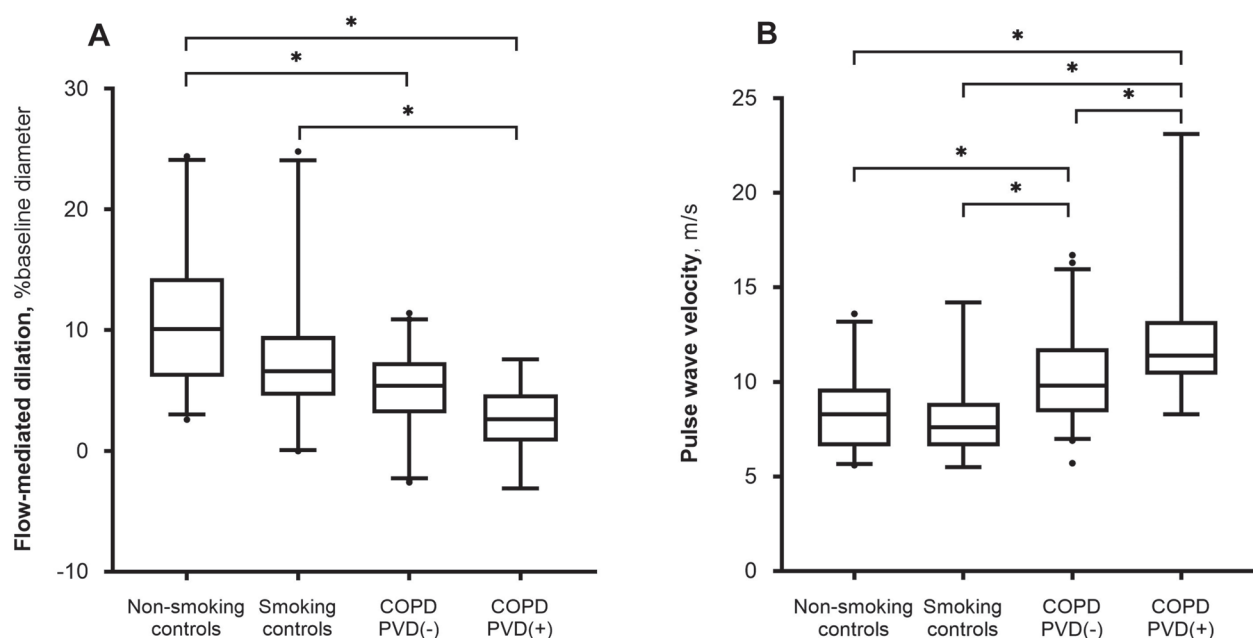 A
*
*
*
30
20
10
0
-10
Flow-mediated dilation, %baseline diameter
Non-smoking
controls
Smoking
controls
COPD
PVD(-)
COPD
PVD(+)
B
*
*
*
*
*
25
20
15
10
5
0
Pulse wave velocity, m/s
Non-smoking
controls
Smoking
controls
COPD
PVD(-)
COPD
PVD(+)